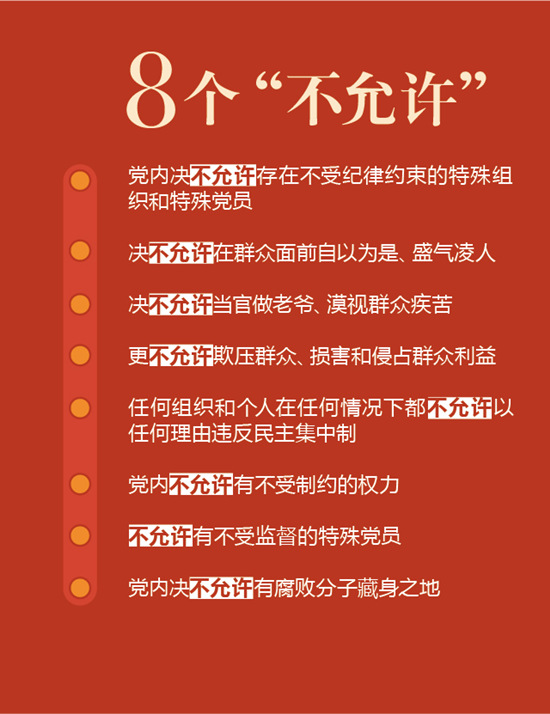 8个“不允许”
党内决不允许存在不受纪律约束的特殊组
织和特殊党员
决不允许在群众面前自以为是、盛气凌人
决不允许当官做老爷、漠视群众疾苦
更不允许欺压群众、损害和侵占群众利益
任何组织和个人在任何情况下都不允许以
任何理由违反民主集中制
党内不允许有不受制约的权力
不允许有不受监督的特殊党员
党内决不允许有腐败分子藏身之地